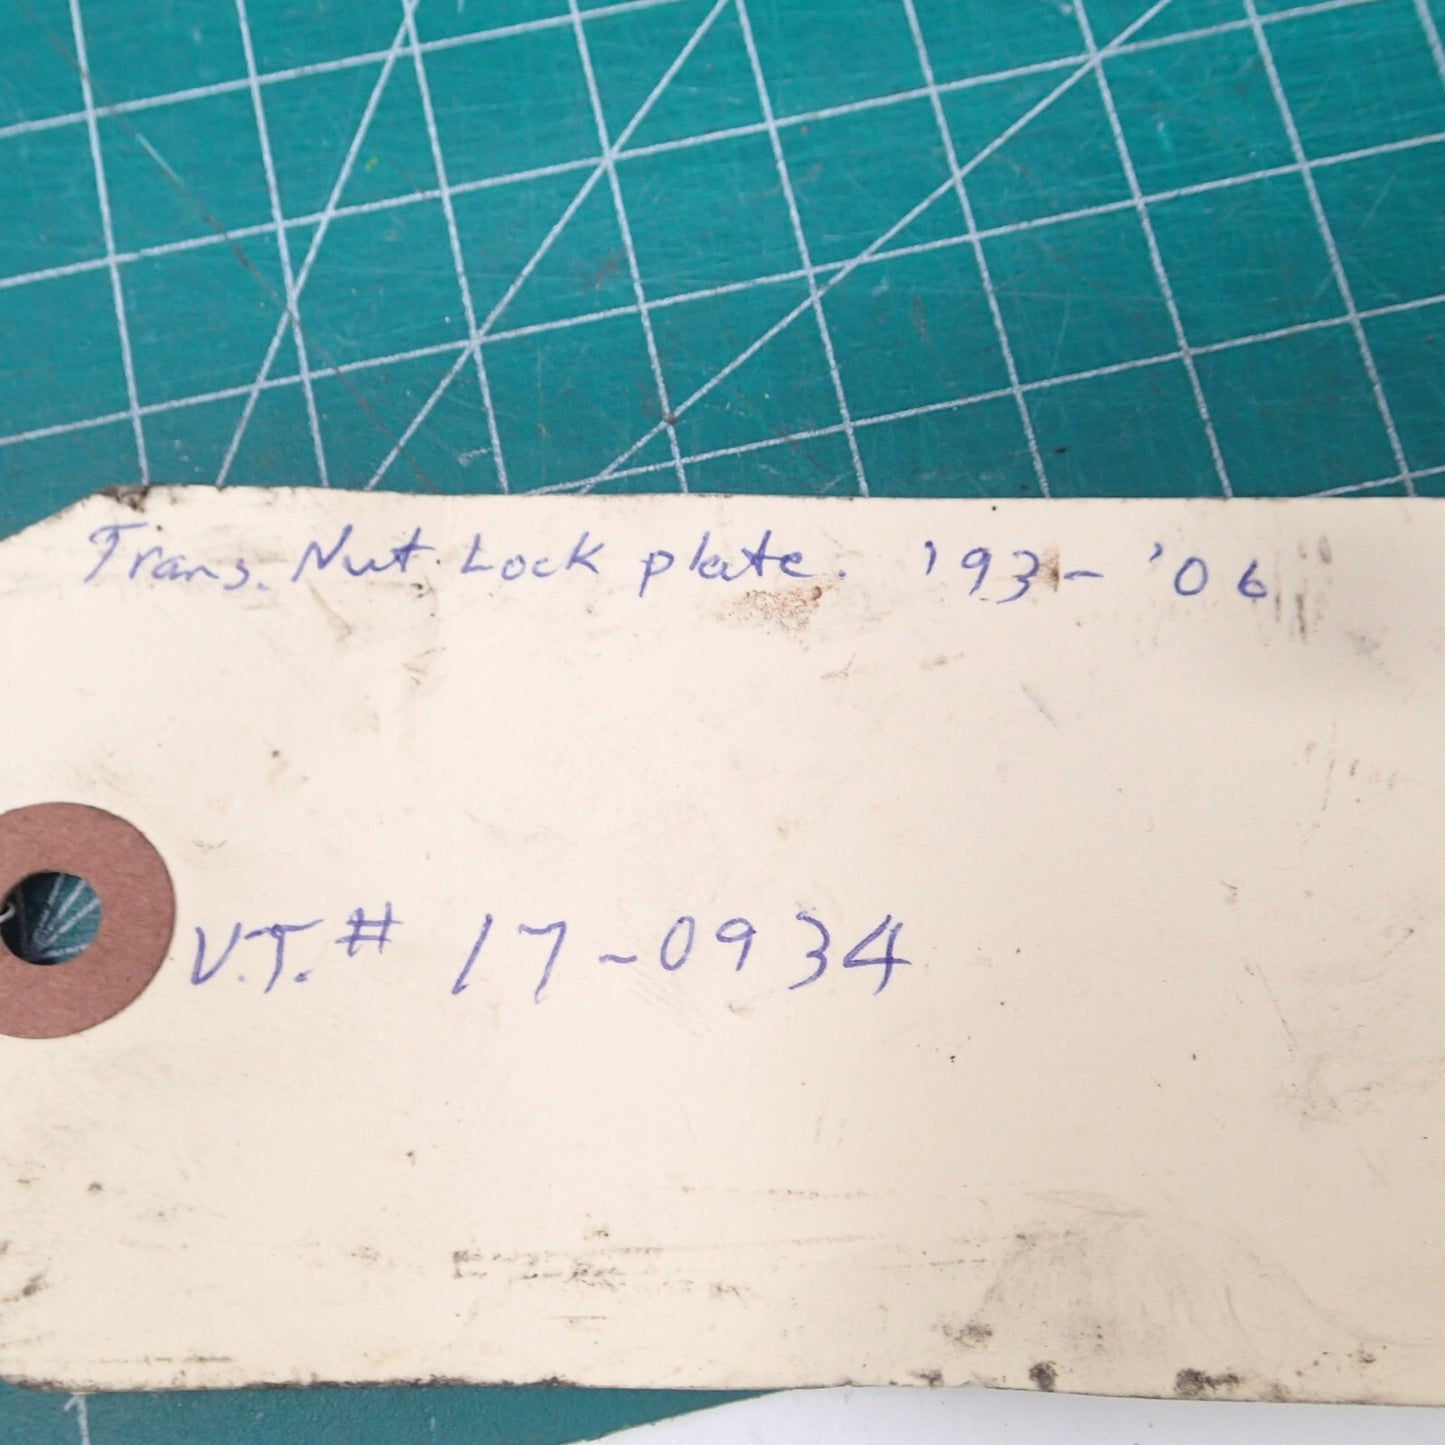 Trans. Nut Lock plate. '93 - '06
V.T. # 17-0934